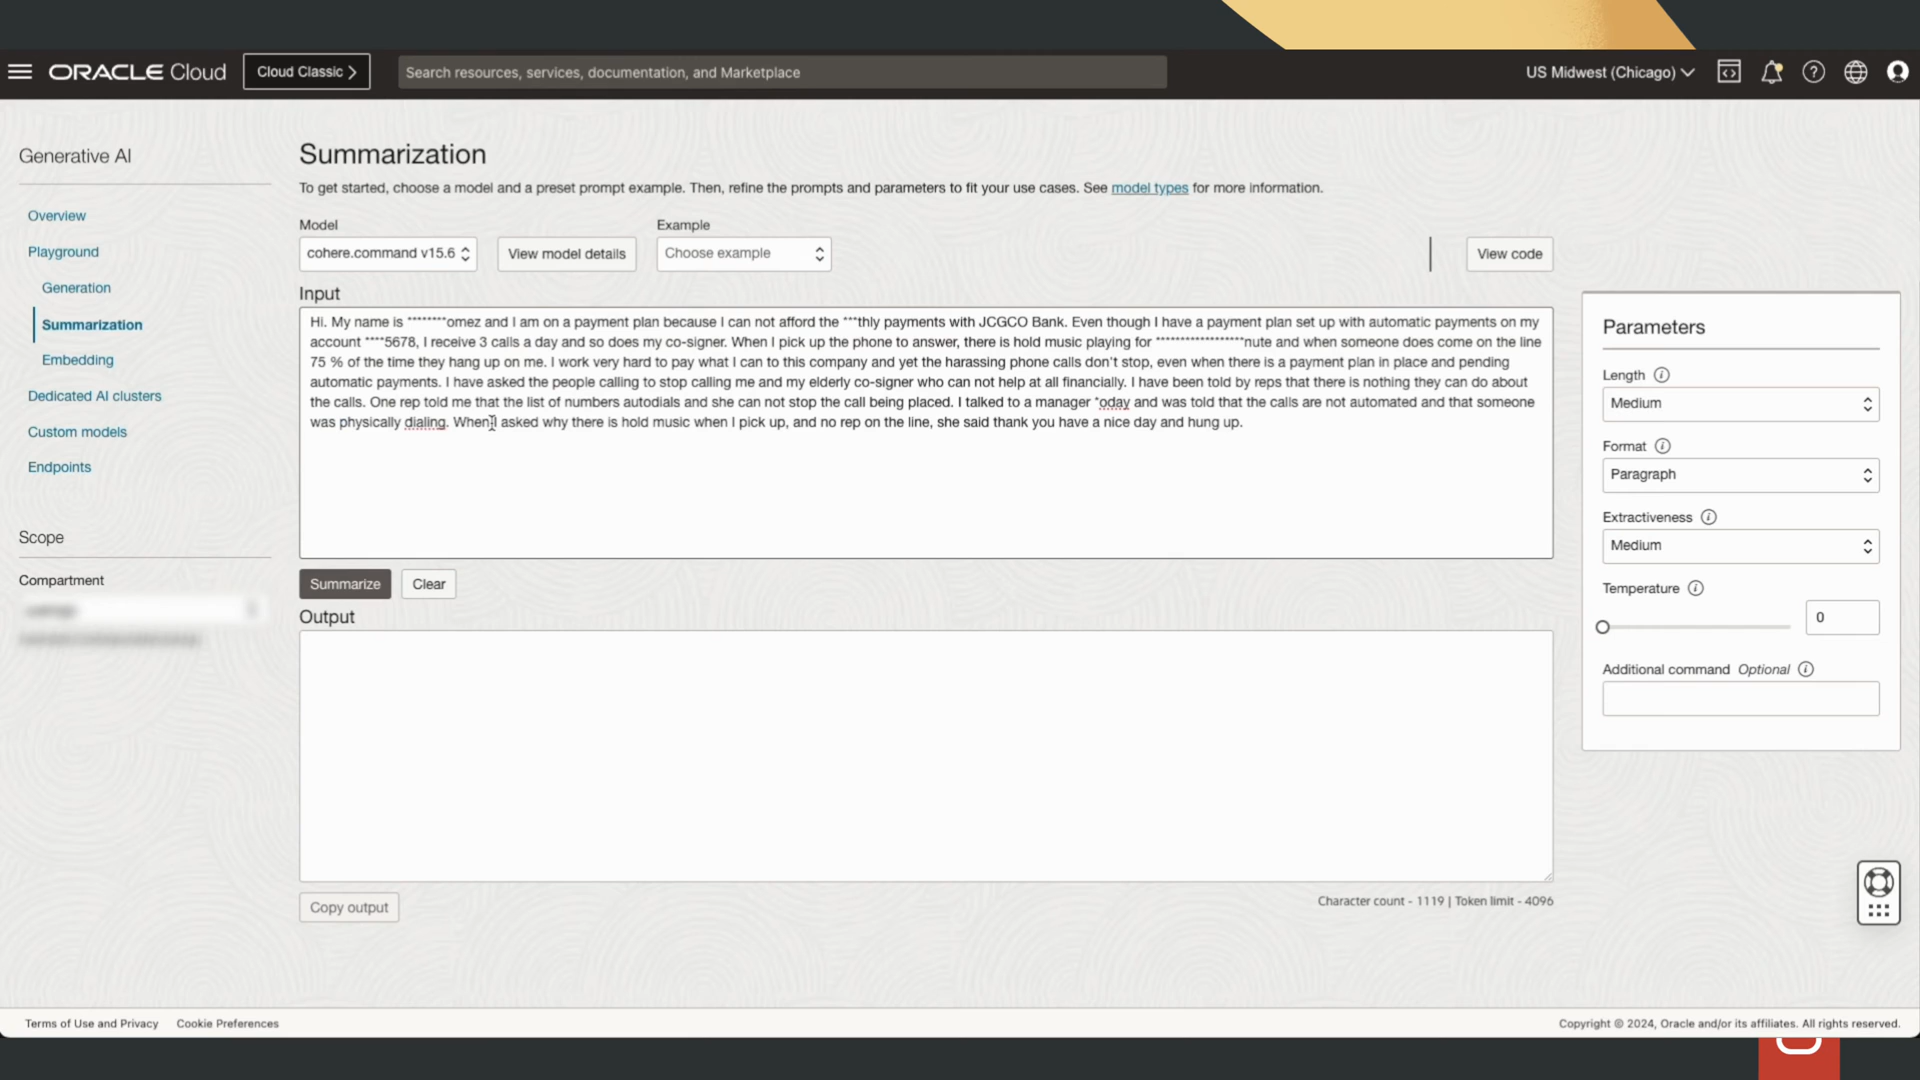 ORACLE Cloud
Cloud Classic
Search resources, services, documentation, and Marketplace
US Midwest (Chicago)
Generative AI
Overview
Playground
Generation
Summarization
Embedding
Dedicated AI clusters
Custom models
Endpoints
Scope
Compartment
Summarization
To get started, choose a model and a preset prompt example. Then, refine the prompts and parameters to fit your use cases. See model types for more information.
Model
cohere.command v15.6
View model details
Example
Choose example
View code
Input
Hi. My name is ********omez and I am on a payment plan because I can not afford the ***thly payments with JCGCO Bank. Even though I have a payment plan set up with automatic payments on my
account ****5678, I receive 3 calls a day and so does my co-signer. When I pick up the phone to answer, there is hold music playing for ******************nute and when someone does come on the line
75 % of the time they hang up on me. I work very hard to pay what I can to this company and yet the harassing phone calls don't stop, even when there is a payment plan in place and pending
automatic payments. I have asked the people calling to stop calling me and my elderly co-signer who can not help at all financially. I have been told by reps that there is nothing they can do about
the calls. One rep told me that the list of numbers autodials and she can not stop the call being placed. I talked to a manager *oday and was told that the calls are not automated and that someone
was physically dialing. When I asked why there is hold music when I pick up, and no rep on the line, she said thank you have a nice day and hung up.
Summarize
Clear
Output
Copy output
Character count - 1119 | Token limit - 4096
Parameters
Length
Medium
Format
Paragraph
Extractiveness
Medium
Temperature
0
Additional command Optional
Terms of Use and Privacy
Cookie Preferences
Copyright © 2024, Oracle and/or its affiliates. All rights reserved.